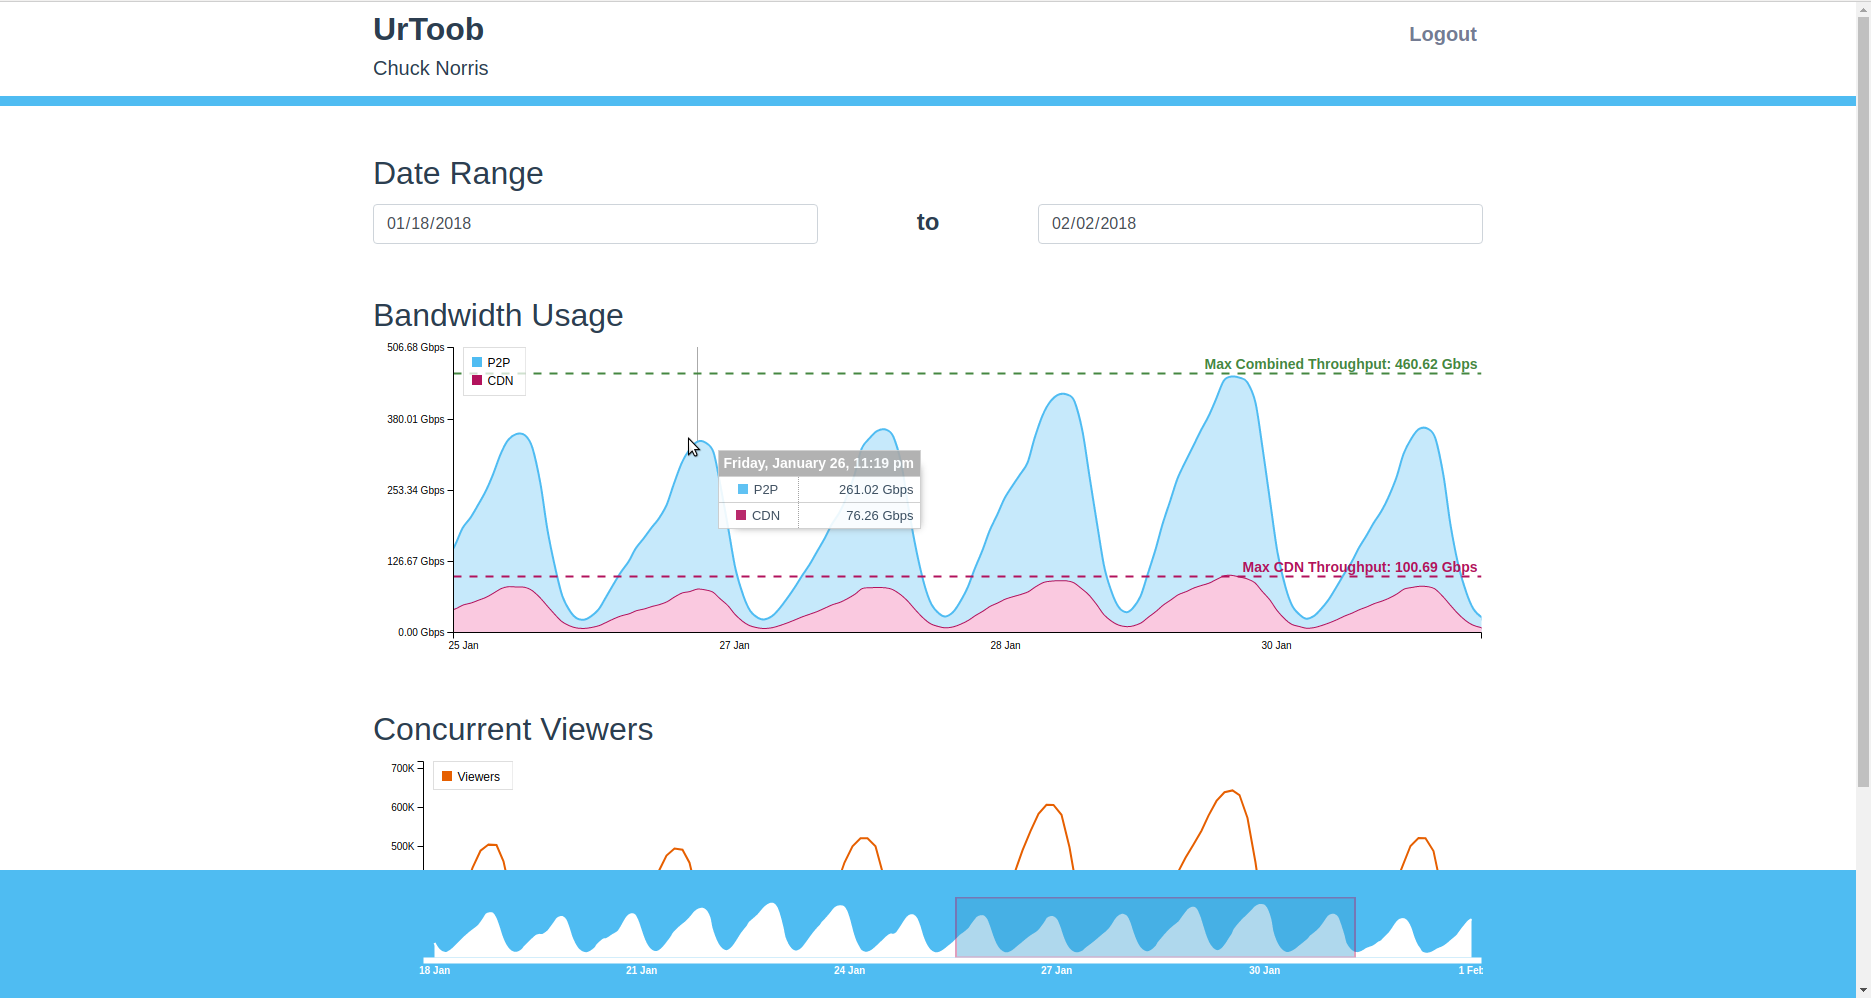 UrToob
Logout
Chuck Norris
Date Range
01/18/2018
to
02/02/2018
Bandwidth Usage
506.68 Gbps
P2P
CDN
Max Combined Throughput: 460.62 Gbps
380.01 Gbps
Friday, January 26, 11:19 pm
P2P 261.02 Gbps
CDN 76.26 Gbps
253.34 Gbps
126.67 Gbps
Max CDN Throughput: 100.69 Gbps
0.00 Gbps
25 Jan 27 Jan 28 Jan 30 Jan
Concurrent Viewers
700K
Viewers
600K
500K
18 Jan 21 Jan 24 Jan 27 Jan 30 Jan 1 Feb